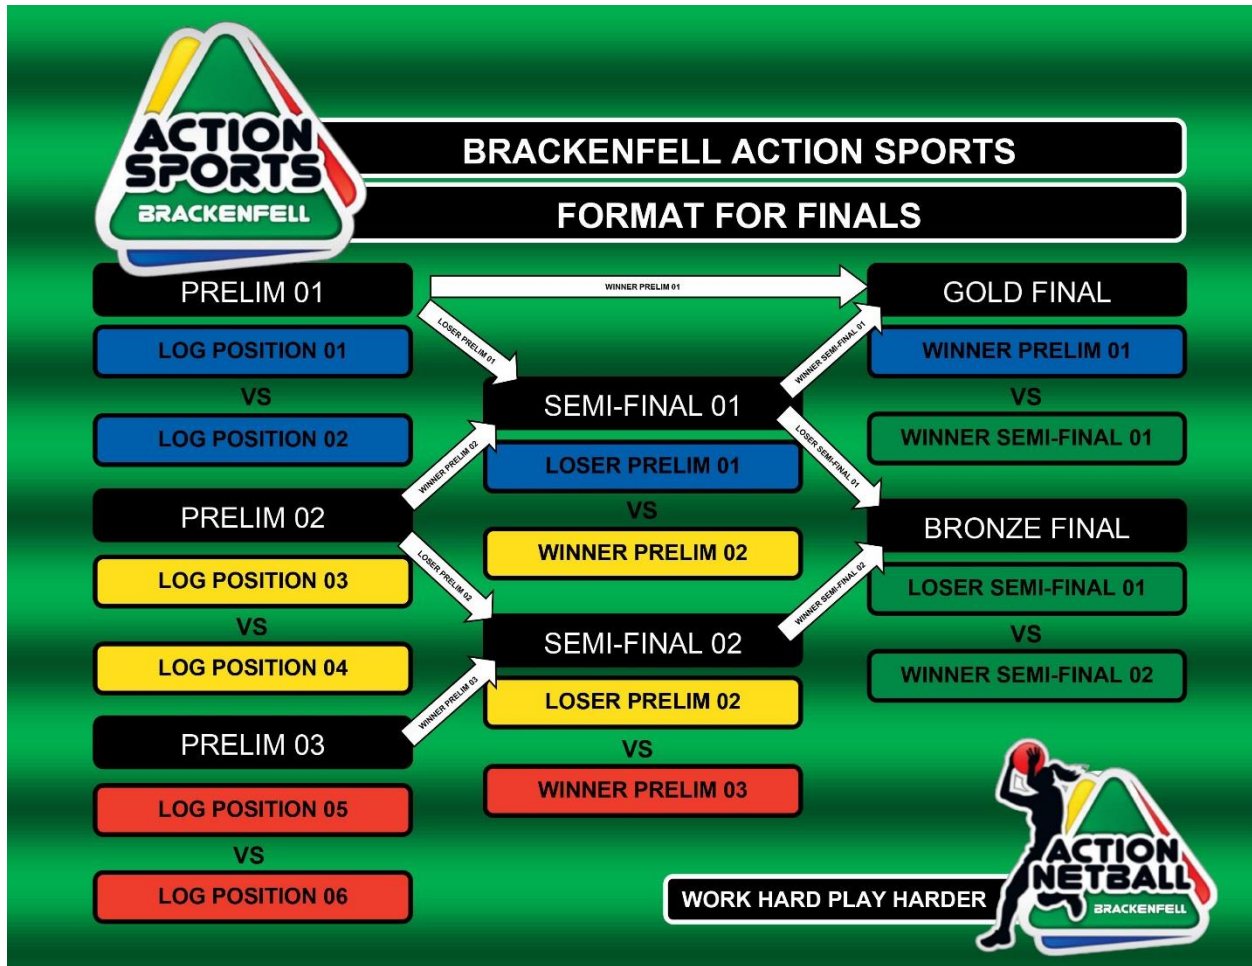 ACTION
SPORTS
BRACKENFELL
BRACKENFELL ACTION SPORTS
FORMAT FOR FINALS
PRELIM 01
LOG POSITION 01
VS
LOG POSITION 02
PRELIM 02
LOG POSITION 03
VS
LOG POSITION 04
PRELIM 03
LOG POSITION 05
VS
LOG POSITION 06
WINNER PRELIM 01
LOSER PRELIM 01
WINNER PRELIM 02
LOSER PRELIM 02
WINNER PRELIM 03
SEMI-FINAL 01
LOSER PRELIM 01
VS
WINNER PRELIM 02
SEMI-FINAL 02
LOSER PRELIM 02
VS
WINNER PRELIM 03
WINNER SEMI-FINAL 01
LOSER SEMI-FINAL 01
WINNER SEMI-FINAL 02
GOLD FINAL
WINNER PRELIM 01
VS
WINNER SEMI-FINAL 01
BRONZE FINAL
LOSER SEMI-FINAL 01
VS
WINNER SEMI-FINAL 02
WORK HARD PLAY HARDER
ACTION
NETBALL
BRACKENFELL